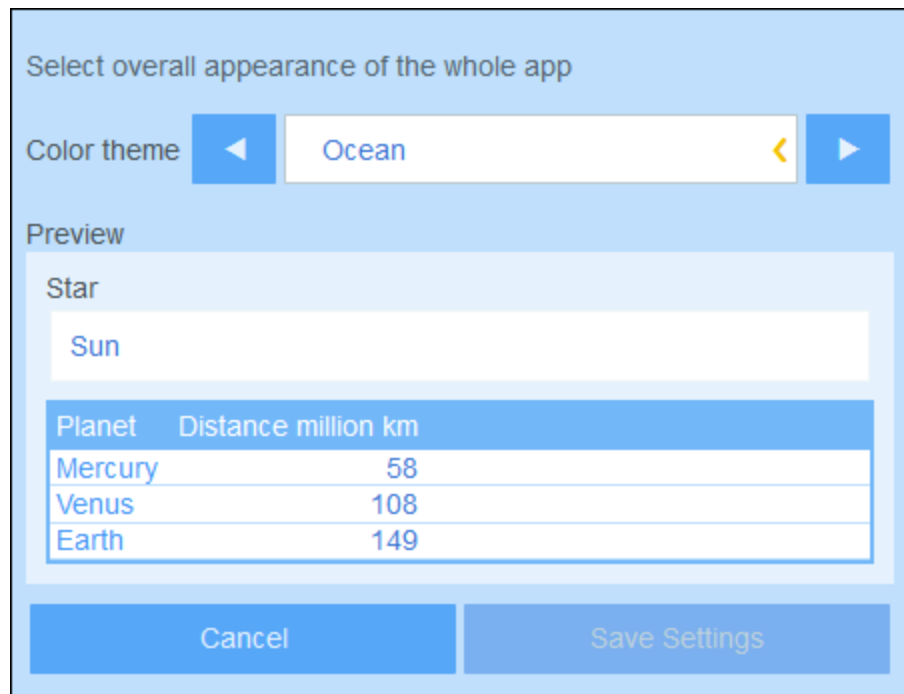 Select overall appearance of the whole app
Color theme Ocean
Preview
Star
Sun
Planet Distance million km
Mercury 58
Venus 108
Earth 149
Cancel Save Settings